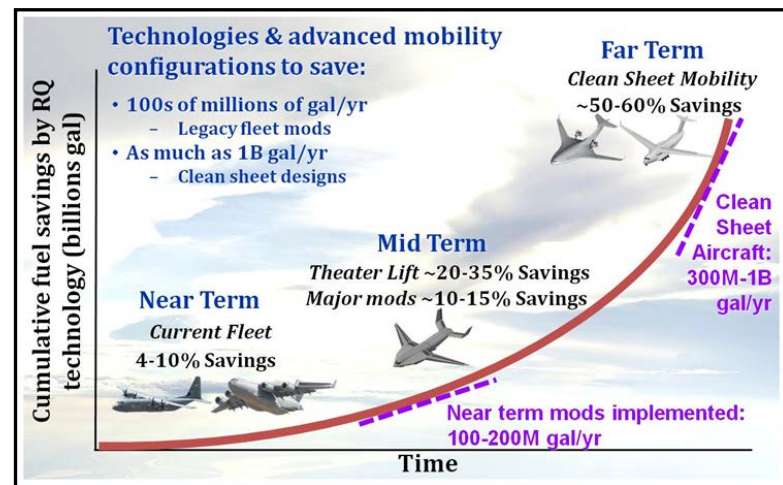 Technologies & advanced mobility
configurations to save:
• 100s of millions of gal/yr
– Legacy fleet mods
• As much as 1B gal/yr
– Clean sheet designs
Far Term
Clean Sheet Mobility
~50-60% Savings
Mid Term
Theater Lift ~20-35% Savings
Major mods ~10-15% Savings
Near Term
Current Fleet
4-10% Savings
Clean
Sheet
Aircraft:
300M-1B
gal/yr
Near term mods implemented:
100-200M gal/yr
Cumulative fuel savings by RQ
technology (billions gal)
Time